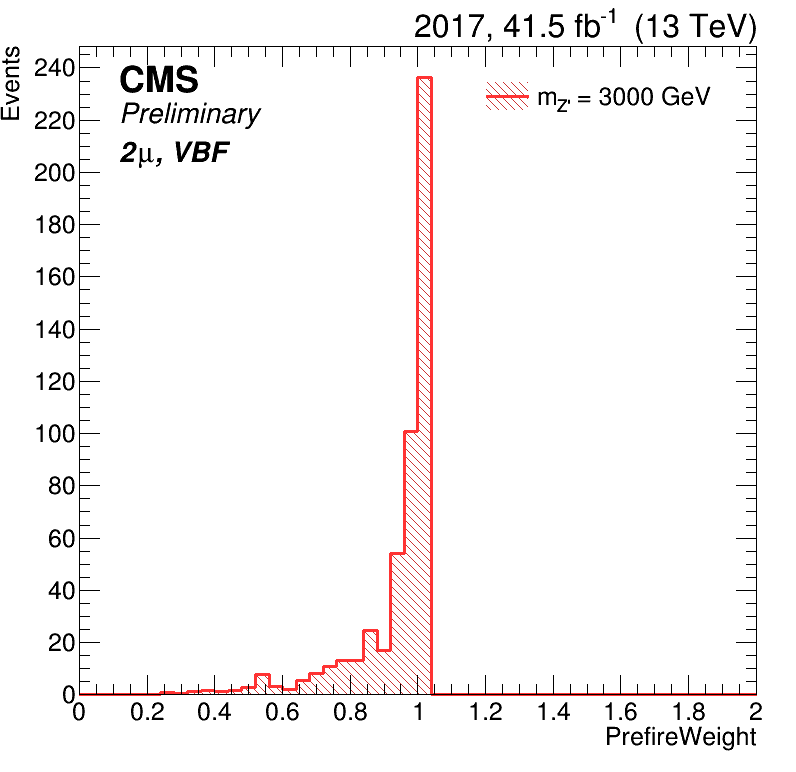 2017, 41.5 fb-1 (13 TeV)
Events
CMS
Preliminary
2μ, VBF
mZ' = 3000 GeV
240
220
200
180
160
140
120
100
80
60
40
20
0
0 0.2 0.4 0.6 0.8 1 1.2 1.4 1.6 1.8 2
PrefireWeight